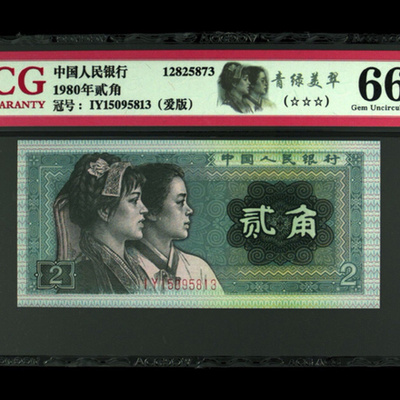 CG
中国人民银行
12825873
青绿美翠
66
ARANTY
1980年贰角
(☆☆☆)
Gem Uncircul
冠号：IY15095813（爱版）
中国人民银行
贰角
2
IY15095813
2